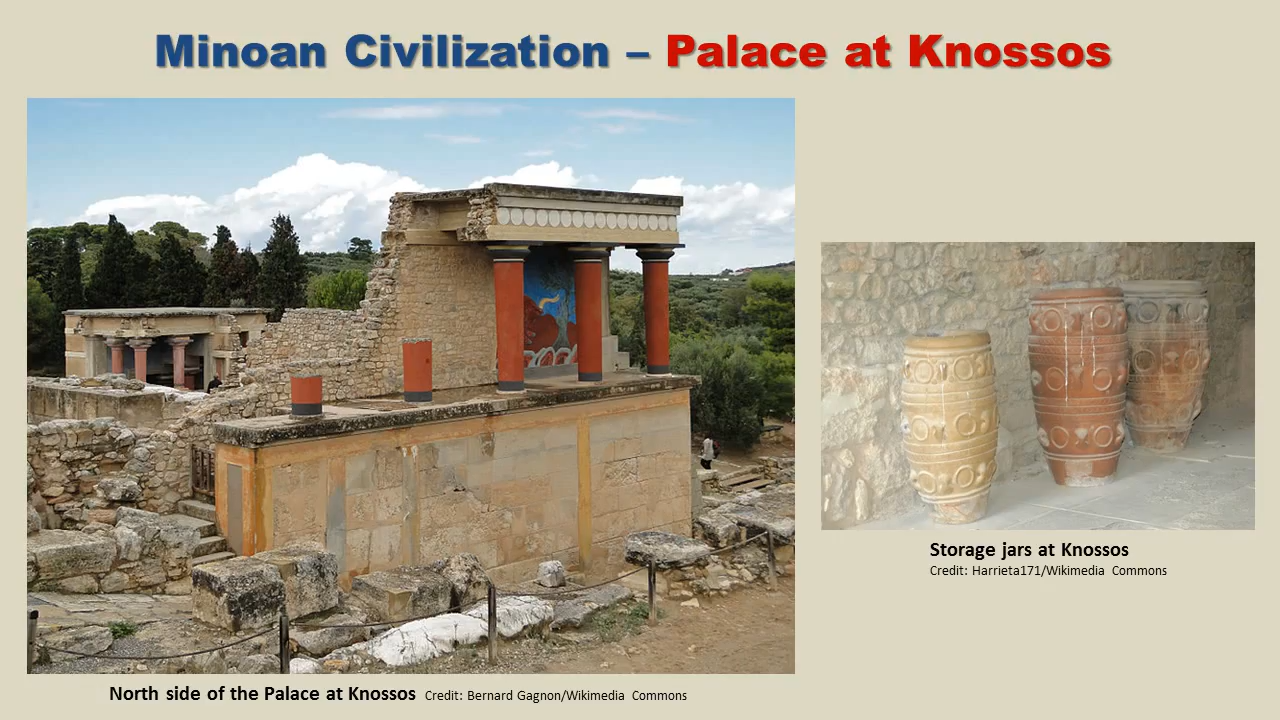 Minoan Civilization – Palace at Knossos
Storage jars at Knossos
Credit: Harrieta171/Wikimedia Commons
North side of the Palace at Knossos Credit: Bernard Gagnon/Wikimedia Commons